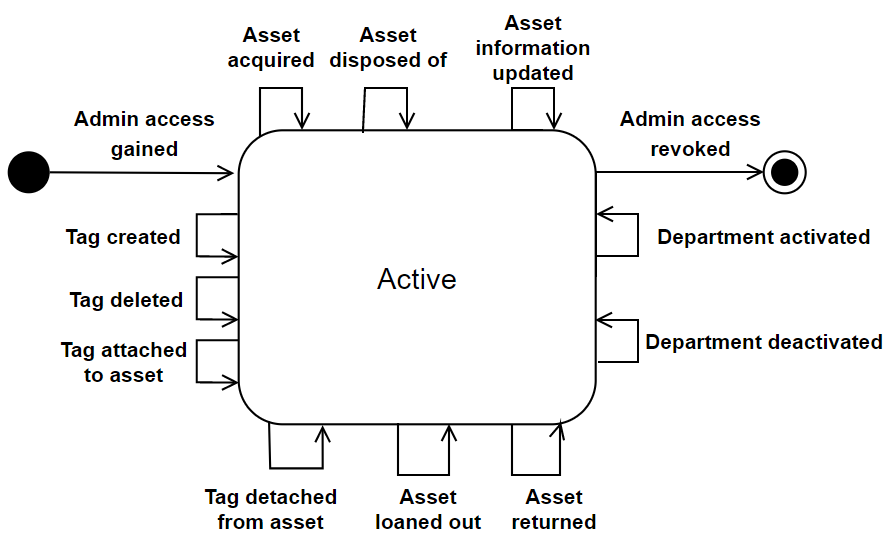 Asset
acquired
Asset
disposed of
Asset
information
updated
Admin access
gained
Admin access
revoked
Tag created
Department activated
Active
Tag deleted
Department deactivated
Tag attached
to asset
Tag detached
from asset
Asset
loaned out
Asset
returned